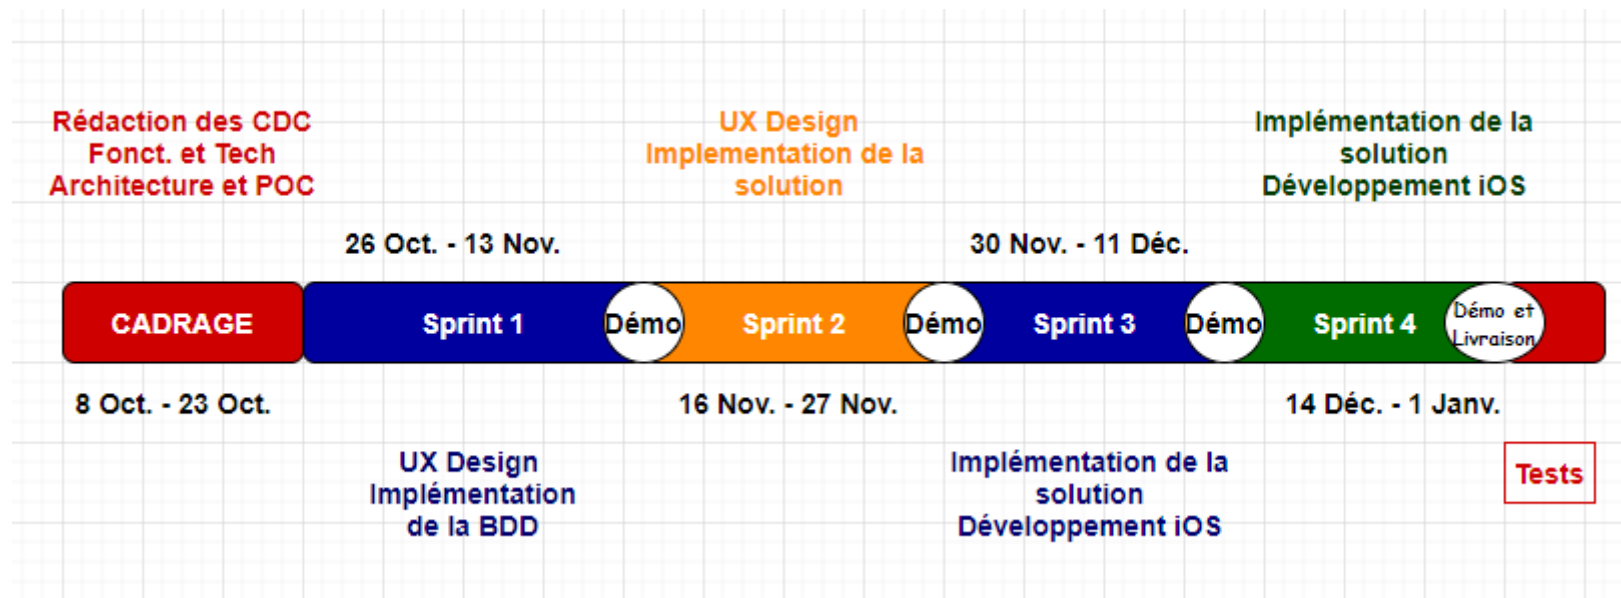 Rédaction des CDC
Fonct. et Tech
Architecture et POC
UX Design
Implementation de la
solution
Implémentation de la
solution
Développement iOS
26 Oct. - 13 Nov.
30 Nov. - 11 Déc.
CADRAGE
Sprint 1
Démo
Sprint 2
Démo
Sprint 3
Démo
Sprint 4
Démo et
Livraison
8 Oct. - 23 Oct.
16 Nov. - 27 Nov.
14 Déc. - 1 Janv.
UX Design
Implémentation
de la BDD
Implémentation de la
solution
Développement iOS
Tests